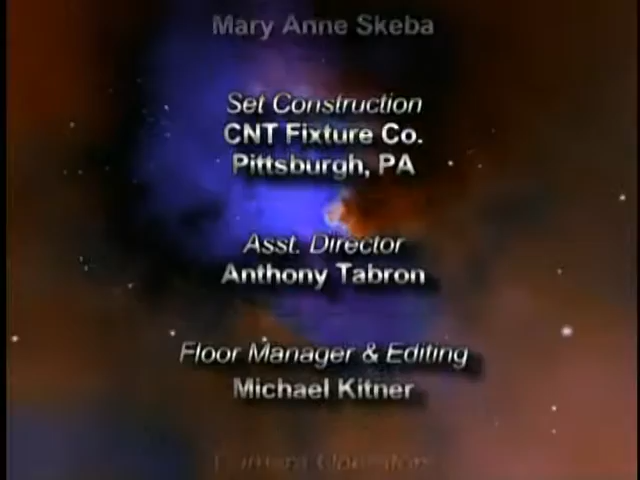 Mary Anne Skeba
Set Construction
CNT Fixture Co.
Pittsburgh, PA
Asst. Director
Anthony Tabron
Floor Manager & Editing
Michael Kitner